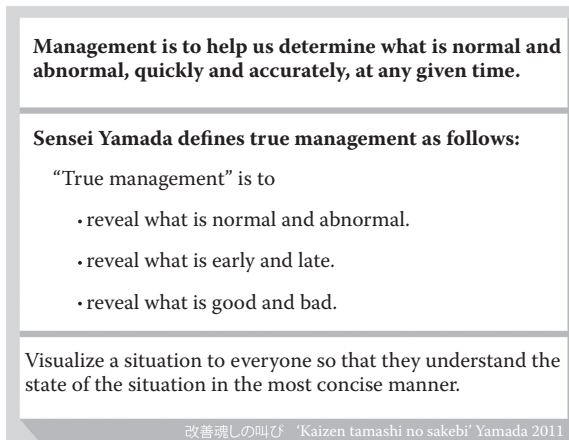 Management is to help us determine what is normal and
abnormal, quickly and accurately, at any given time.
Sensei Yamada defines true management as follows:
“True management” is to
• reveal what is normal and abnormal.
• reveal what is early and late.
• reveal what is good and bad.
Visualize a situation to everyone so that they understand the
state of the situation in the most concise manner.
改善魂しの叫び ‘Kaizen tamashi no sakebi’ Yamada 2011